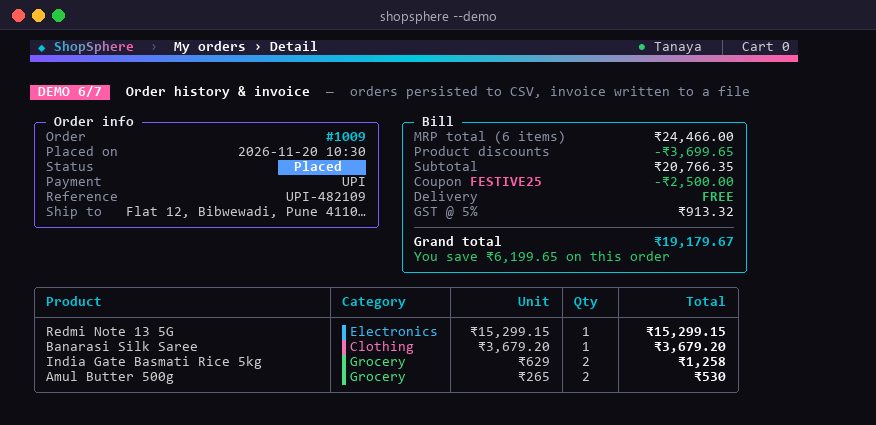 shopsphere --demo
◆ ShopSphere › My orders › Detail ● Tanaya │ Cart 0
DEMO 6/7 Order history & invoice — orders persisted to CSV, invoice written to a file
Order info
Order #1009
Placed on 2026-11-20 10:30
Status Placed
Payment UPI
Reference UPI-482109
Ship to Flat 12, Bibwewadi, Pune 4110…
Bill
MRP total (6 items) ₹24,466.00
Product discounts -₹3,699.65
Subtotal ₹20,766.35
Coupon FESTIVE25 -₹2,500.00
Delivery FREE
GST @ 5% ₹913.32
Grand total ₹19,179.67
You save ₹6,199.65 on this order
Product Category Unit Qty Total
Redmi Note 13 5G Electronics ₹15,299.15 1 ₹15,299.15
Banarasi Silk Saree Clothing ₹3,679.20 1 ₹3,679.20
India Gate Basmati Rice 5kg Grocery ₹629 2 ₹1,258
Amul Butter 500g Grocery ₹265 2 ₹530